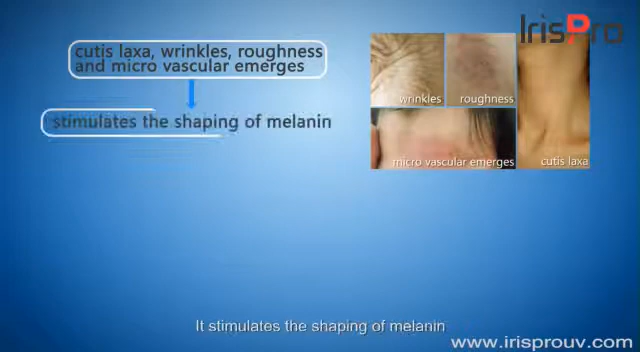 IrisPro
cutis laxa, wrinkles, roughness
and micro vascular emerges
stimulates the shaping of melanin
wrinkles
roughness
micro vascular emerges
cutis laxa
It stimulates the shaping of melanin
www.irisprouv.com